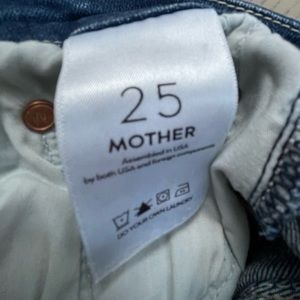 25
MOTHER
Assembled in USA
by both USA and foreign components
DO YOUR OWN LAUNDRY